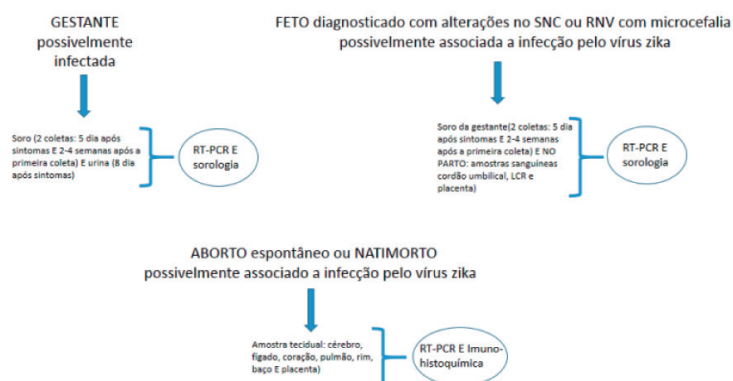 GESTANTE
possivelmente
infectada
Soro (2 coletas: 5 dia após
sintomas E 2-4 semanas após a
primeira coleta) E urina (8 dia
após sintomas)
RT-PCR E
sorologia
FETO diagnosticado com alterações no SNC ou RNV com microcefalia
possivelmente associada a infecção pelo vírus zika
Soro da gestante(2 coletas: 5 dia
após sintomas E 2-4 semanas
após a primeira coleta) E NO
PARTO: amostras sanguíneas
cordão umbilical, LCR e
placenta)
RT-PCR E
sorologia
ABORTO espontâneo ou NATIMORTO
possivelmente associado a infecção pelo vírus zika
Amostra tecidual: cérebro,
fígado, coração, pulmão, rim,
baço E placenta)
RT-PCR E Imuno-
histoquímica